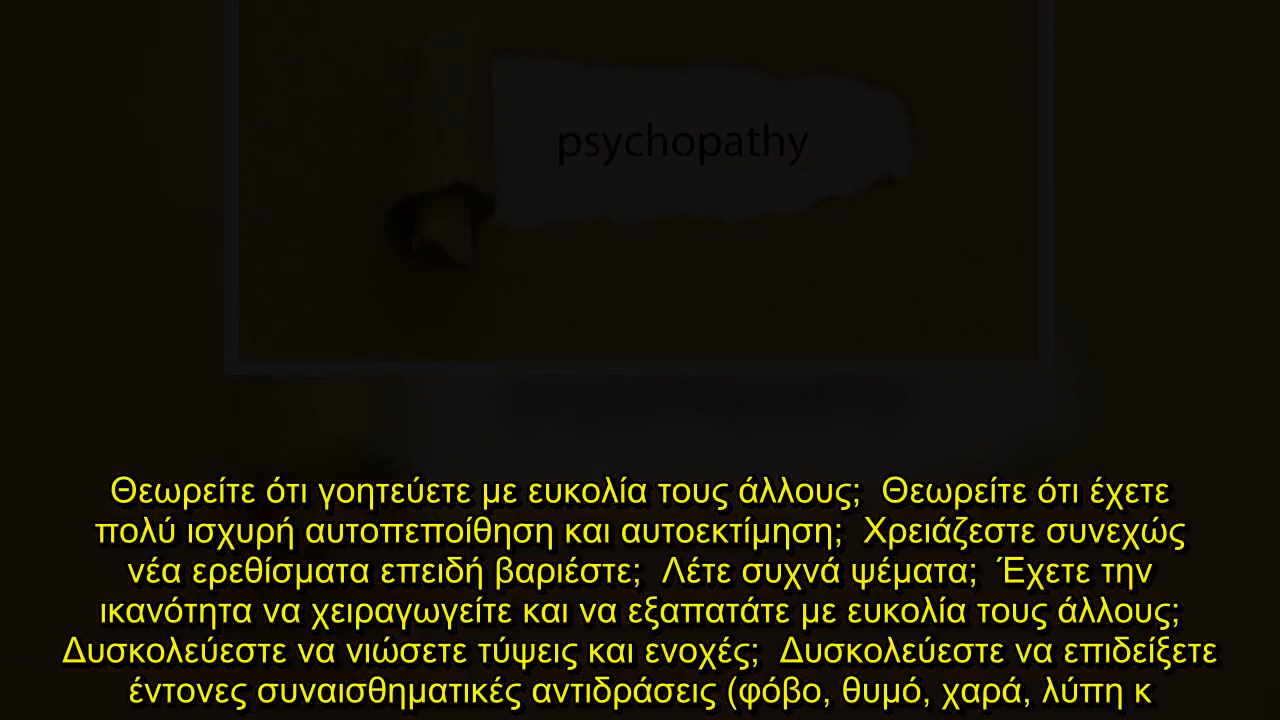 psychopathy
Θεωρείτε ότι γοητεύετε με ευκολία τους άλλους;  Θεωρείτε ότι έχετε
πολύ ισχυρή αυτοπεποίθηση και αυτοεκτίμηση;  Χρειάζεστε συνεχώς
νέα ερεθίσματα επειδή βαριέστε;  Λέτε συχνά ψέματα;  Έχετε την
ικανότητα να χειραγωγείτε και να εξαπατάτε με ευκολία τους άλλους;
Δυσκολεύεστε να νιώσετε τύψεις και ενοχές;  Δυσκολεύεστε να επιδείξετε
έντονες συναισθηματικές αντιδράσεις (φόβο, θυμό, χαρά, λύπη κ